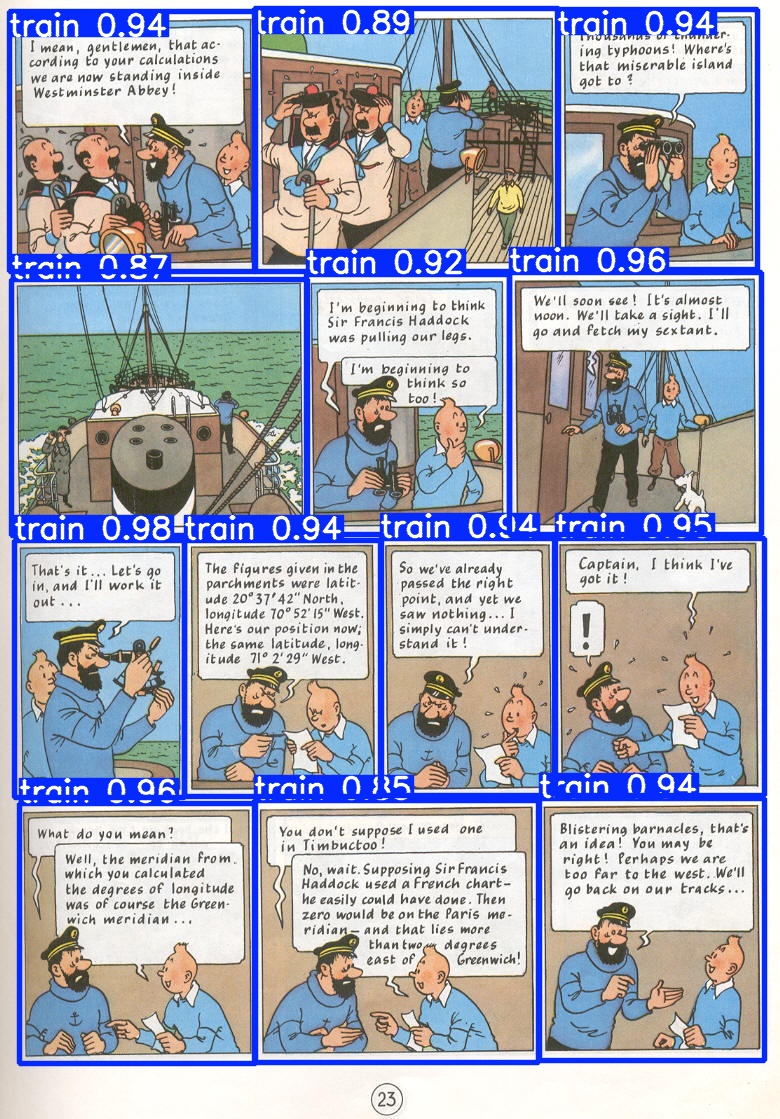 train 0.94
I mean, gentlemen, that ac-
cording to your calculations
we are now standing inside
Westminster Abbey!
train 0.89
train 0.94
Thousands of thunder-
ing typhoons! Where's
that miserable island
got to?
train 0.87
train 0.92
I'm beginning to think
Sir Francis Haddock
was pulling our legs.
I'm beginning to
think so
too!
train 0.96
We'll soon see! It's almost
noon. We'll take a sight. I'll
go and fetch my sextant.
train 0.98
That's it... Let's go
in, and I'll work it
out...
train 0.94
The figures given in the
parchments were latit-
ude 20° 37' 42" North,
longitude 70° 52' 15" West.
Here's our position now;
the same latitude, long-
itude 71° 2' 29" West.
train 0.94
So we've already
passed the right
point, and yet we
saw nothing... I
simply can't under-
stand it!
train 0.95
Captain, I think I've
got it!
!
train 0.96
What do you mean?
Well, the meridian from
which you calculated
the degrees of longitude
was of course the Green-
wich meridian...
train 0.85
You don't suppose I used one
in Timbuctoo!
No, wait. Supposing Sir Francis
Haddock used a French chart—
he easily could have done. Then
zero would be on the Paris me-
ridian — and that lies more
than two degrees
east of Greenwich!
train 0.94
Blistering barnacles, that's
an idea! You may be
right! Perhaps we are
too far to the west. We'll
go back on our tracks...
23